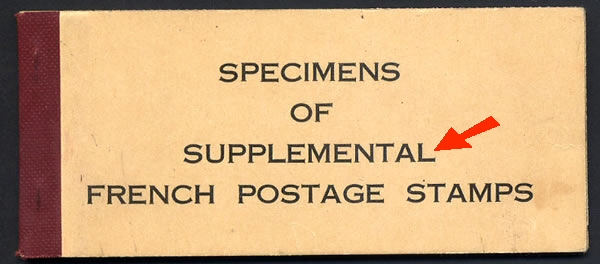 SPECIMENS
OF
SUPPLEMENTAL
FRENCH POSTAGE STAMPS